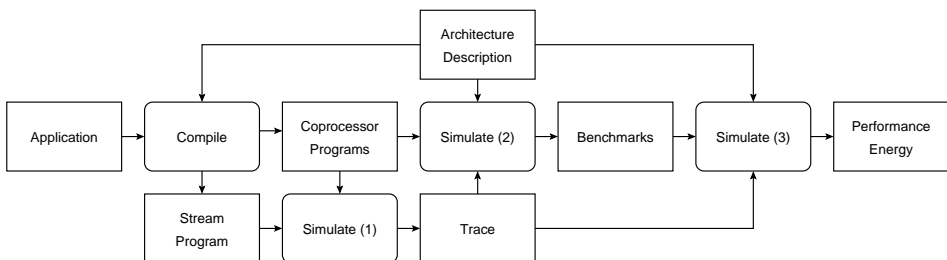 Architecture
Description
Application
Compile
Coprocessor
Programs
Simulate (2)
Benchmarks
Simulate (3)
Performance
Energy
Stream
Program
Simulate (1)
Trace